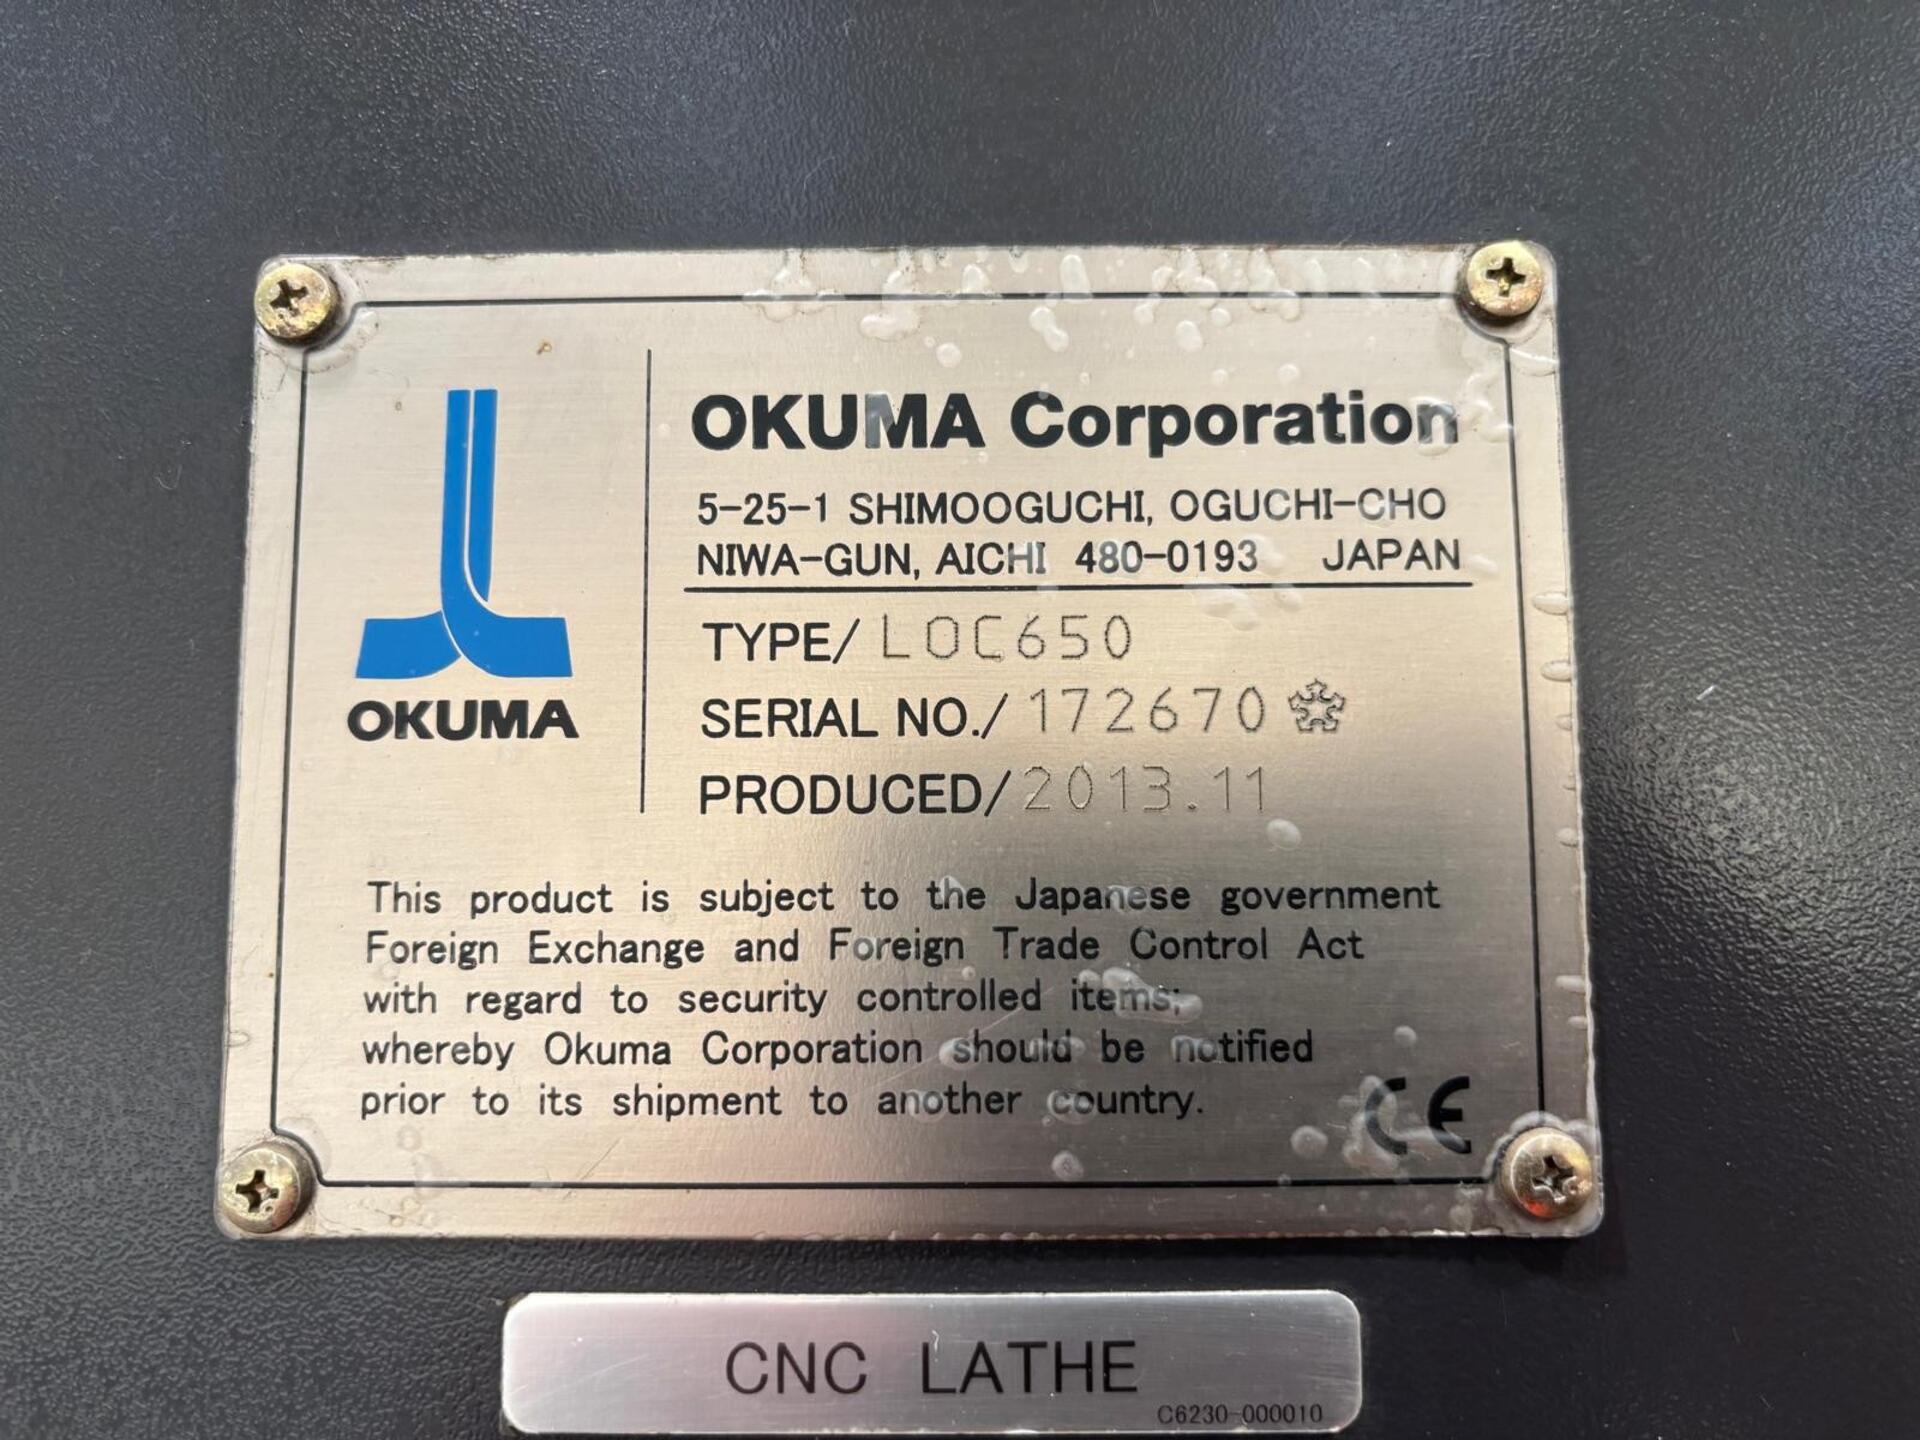 OKUMA
OKUMA Corporation
5-25-1 SHIMOOGUCHI, OGUCHI-CHO
NIWA-GUN, AICHI 480-0193 JAPAN
TYPE/ LOC650
SERIAL NO./ 172670
PRODUCED/ 2013.11
This product is subject to the Japanese government
Foreign Exchange and Foreign Trade Control Act
with regard to security controlled items;
whereby Okuma Corporation should be notified
prior to its shipment to another country.
CE
CNC LATHE
C6230-000010